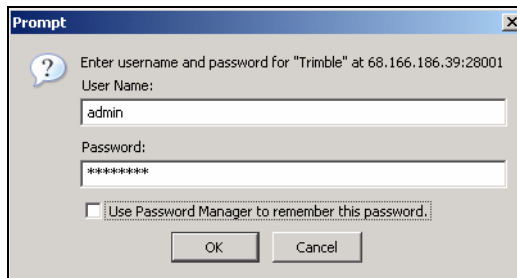 Prompt
Enter username and password for "Trimble" at 68.166.186.39:28001
User Name:
admin
Password:
********
Use Password Manager to remember this password.
OK
Cancel